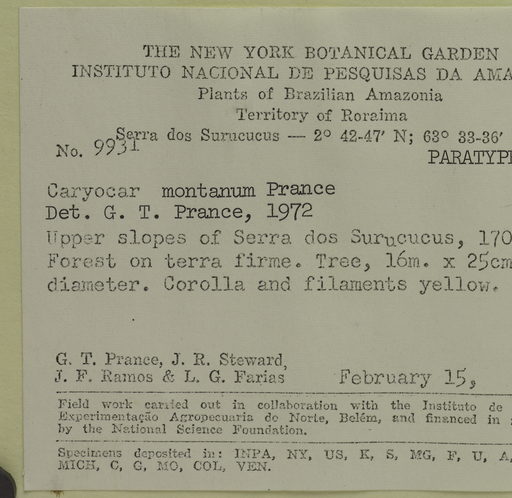 THE NEW YORK BOTANICAL GARDEN
INSTITUTO NACIONAL DE PESQUISAS DA AMA
Plants of Brazilian Amazonia
Territory of Roraima
Serra dos Surucucus — 2° 42-47' N; 63° 33-36'
No. 9931
PARATYPE
Caryocar montanum Prance
Det. G. T. Prance, 1972
Upper slopes of Serra dos Surucucus, 170
Forest on terra firme. Tree, 16m. x 25cm
diameter. Corolla and filaments yellow.
G. T. Prance, J. R. Steward,
J. F. Ramos & L. G. Farias February 15,
Field work carried out in collaboration with the Instituto de
Experimentação Agropecuaria do Norte, Belém, and financed in
by the National Science Foundation.
Specimens deposited in: INPA, NY, US, K, S, MG, F, U, A,
MICH, C, G, MO, COL, VEN.